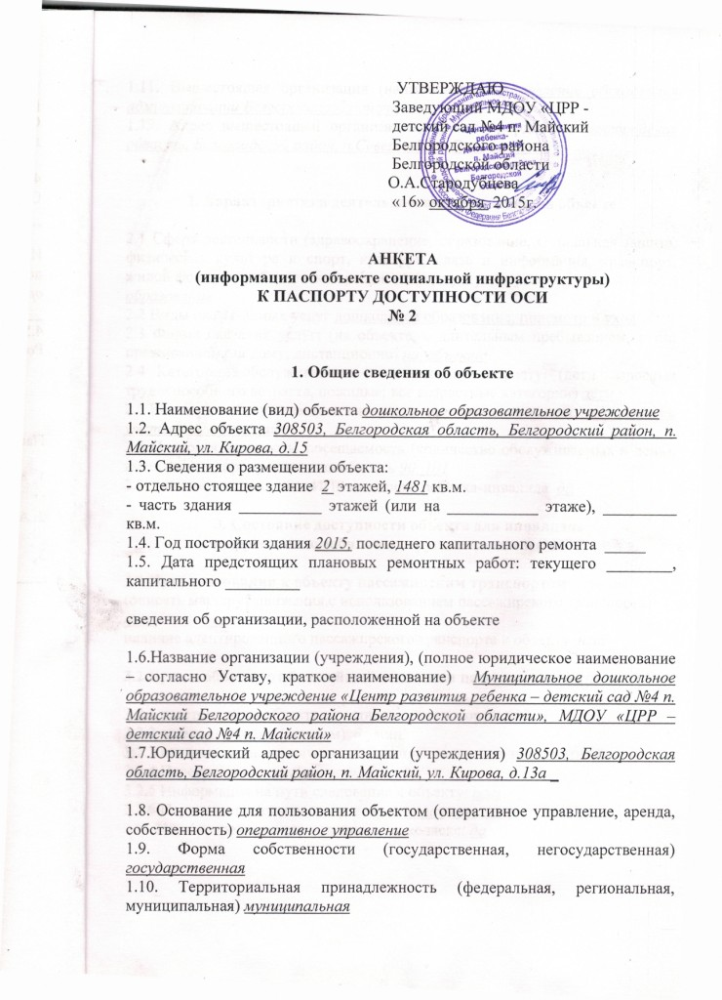 УТВЕРЖДАЮ
Заведующий МДОУ «ЦРР -
детский сад №4 п. Майский
Белгородского района
Белгородской области
О.А.Стародубцева
«16» октября 2015г.
АНКЕТА
(информация об объекте социальной инфраструктуры)
К ПАСПОРТУ ДОСТУПНОСТИ ОСИ
№ 2
1. Общие сведения об объекте
1.1. Наименование (вид) объекта дошкольное образовательное учреждение
1.2. Адрес объекта 308503, Белгородская область, Белгородский район, п.
Майский, ул. Кирова, д.15
1.3. Сведения о размещении объекта:
- отдельно стоящее здание 2 этажей, 1481 кв.м.
- часть здания __________ этажей (или на ___________ этаже), _________
кв.м.
1.4. Год постройки здания 2015, последнего капитального ремонта _____
1.5. Дата предстоящих плановых ремонтных работ: текущего ________,
капитального _________
сведения об организации, расположенной на объекте
1.6.Название организации (учреждения), (полное юридическое наименование
– согласно Уставу, краткое наименование) Муниципальное дошкольное
образовательное учреждение «Центр развития ребенка – детский сад №4 п.
Майский Белгородского района Белгородской области», МДОУ «ЦРР –
детский сад №4 п. Майский»
1.7.Юридический адрес организации (учреждения) 308503, Белгородская
область, Белгородский район, п. Майский, ул. Кирова, д.13а _
1.8. Основание для пользования объектом (оперативное управление, аренда,
собственность) оперативное управление
1.9. Форма собственности (государственная, негосударственная)
государственная
1.10. Территориальная принадлежность (федеральная, региональная,
муниципальная) муниципальная